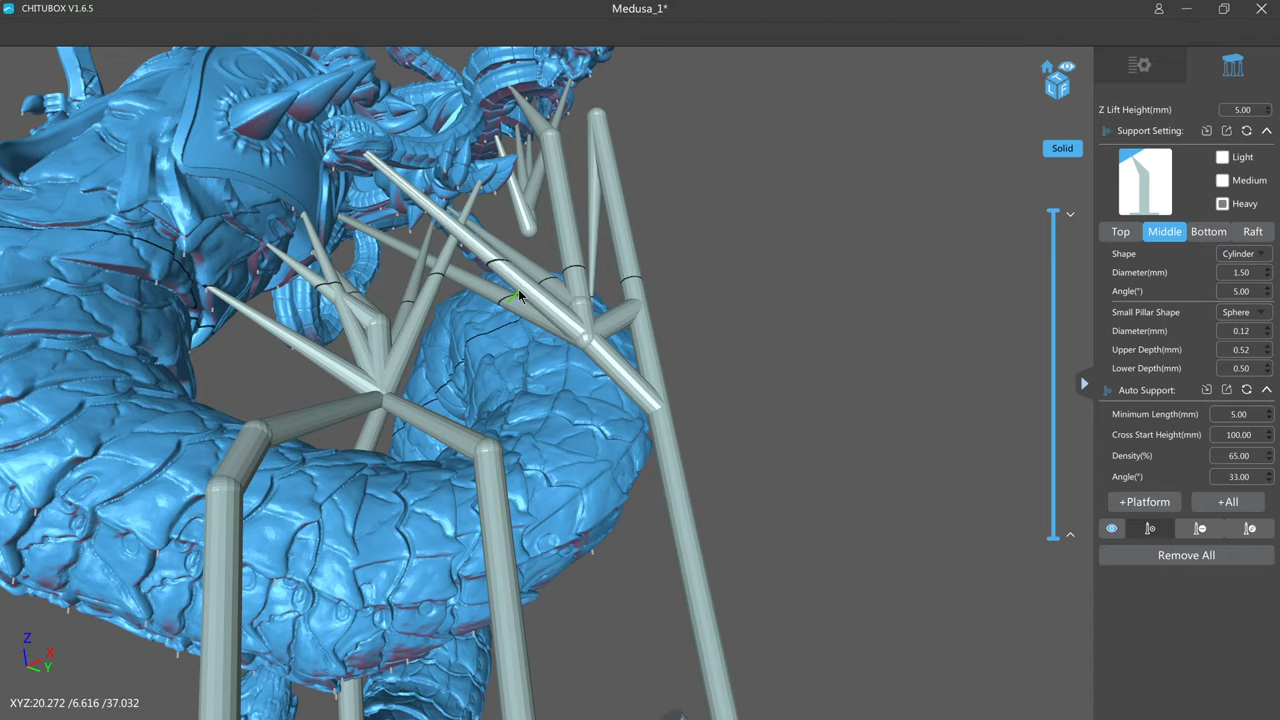 CHITUBOX V1.6.5
Medusa_1*
Z Lift Height(mm) 5.00
Support Setting:
Light
Medium
Heavy
Top Middle Bottom Raft
Shape Cylinder
Diameter(mm) 1.50
Angle(°) 5.00
Small Pillar Shape Sphere
Diameter(mm) 0.12
Upper Depth(mm) 0.52
Lower Depth(mm) 0.50
Auto Support:
Minimum Length(mm) 5.00
Cross Start Height(mm) 100.00
Density(%) 65.00
Angle(°) 33.00
+Platform +All
Remove All
T
L F
Solid
Z
X
Y
XYZ:20.272 /6.616 /37.032